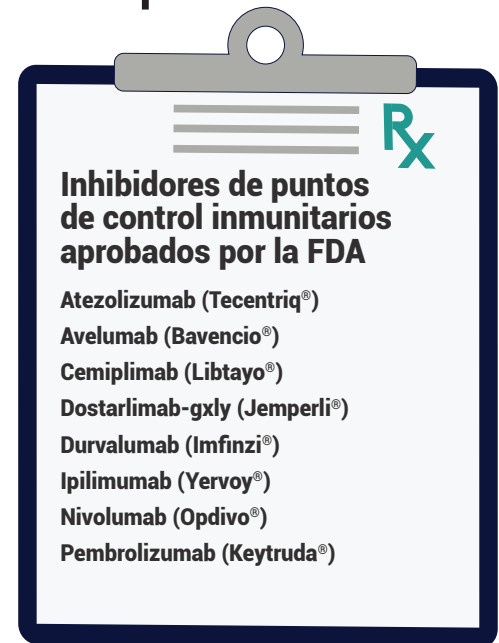 Rx
Inhibidores de puntos
de control inmunitarios
aprobados por la FDA
Atezolizumab (Tecentriq®)
Avelumab (Bavencio®)
Cemiplimab (Libtayo®)
Dostarlimab-gxly (Jemperli®)
Durvalumab (Imfinzi®)
Ipilimumab (Yervoy®)
Nivolumab (Opdivo®)
Pembrolizumab (Keytruda®)